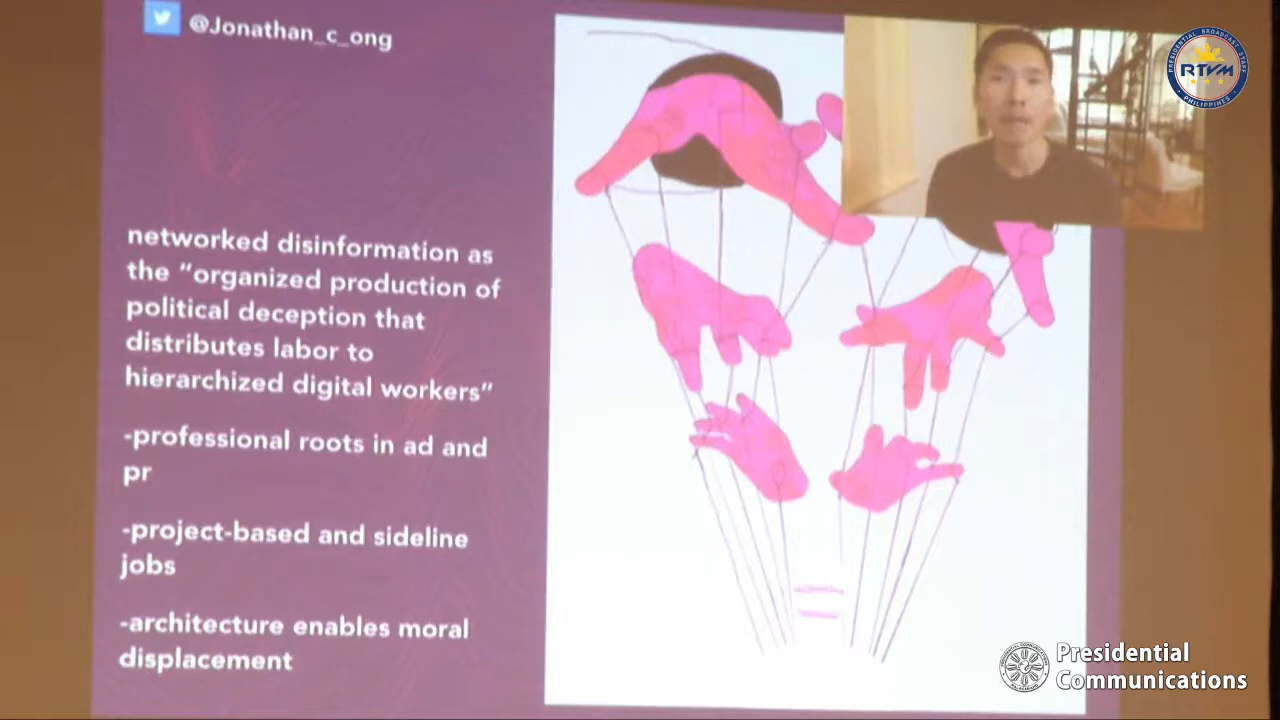 @Jonathan_c_ong
networked disinformation as
the "organized production of
political deception that
distributes labor to
hierarchized digital workers"
-professional roots in ad and
pr
-project-based and sideline
jobs
-architecture enables moral
displacement
PRESIDENTIAL BROADCAST STAFF
RTVM
PHILIPPINES
Presidential
Communications